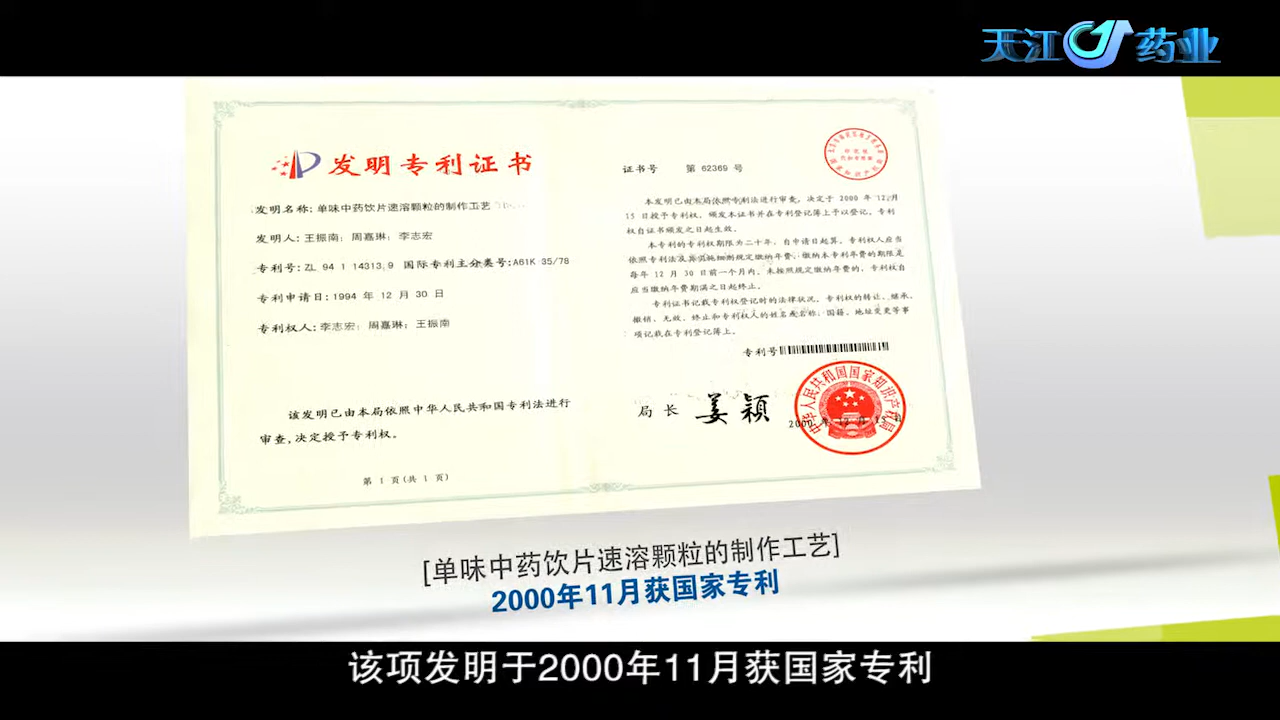 天江药业
发明专利证书
发明名称:单味中药饮片速溶颗粒的制作工艺
发明人:王振南;周嘉琳;李志宏
专利号:ZL 94 1 14313.9 国际专利主分类号:A61K 35/78
专利申请日:1994 年 12 月 30 日
专利权人:李志宏;周嘉琳;王振南
该发明已由本局依照中华人民共和国专利法进行
审查,决定授予专利权。
第 1 页(共 1 页)
证书号 第 62369 号
本发明已由本局依照专利法进行审查,决定于 2000 年 12 月
15 日授予专利权,颁发本证书并在专利登记簿上予以登记,专利
权自证书颁发之日起生效。
本专利的专利权期限为二十年,自申请日起算。专利权人应当
依照专利法及其实施细则规定缴纳年费。缴纳本专利年费的期限是
每年 12 月 30 日前一个月内。未按照规定缴纳年费的,专利权自
应当缴纳年费期满之日起终止。
专利证书记载专利权登记时的法律状况。专利权的转让、继承、
撤销、无效、终止和专利权人的姓名或名称、国籍、地址变更等事
项记载在专利登记簿上。
专利号
局长 姜颖
中华人民共和国国家知识产权局
[单味中药饮片速溶颗粒的制作工艺]
2000年11月获国家专利
该项发明于2000年11月获国家专利